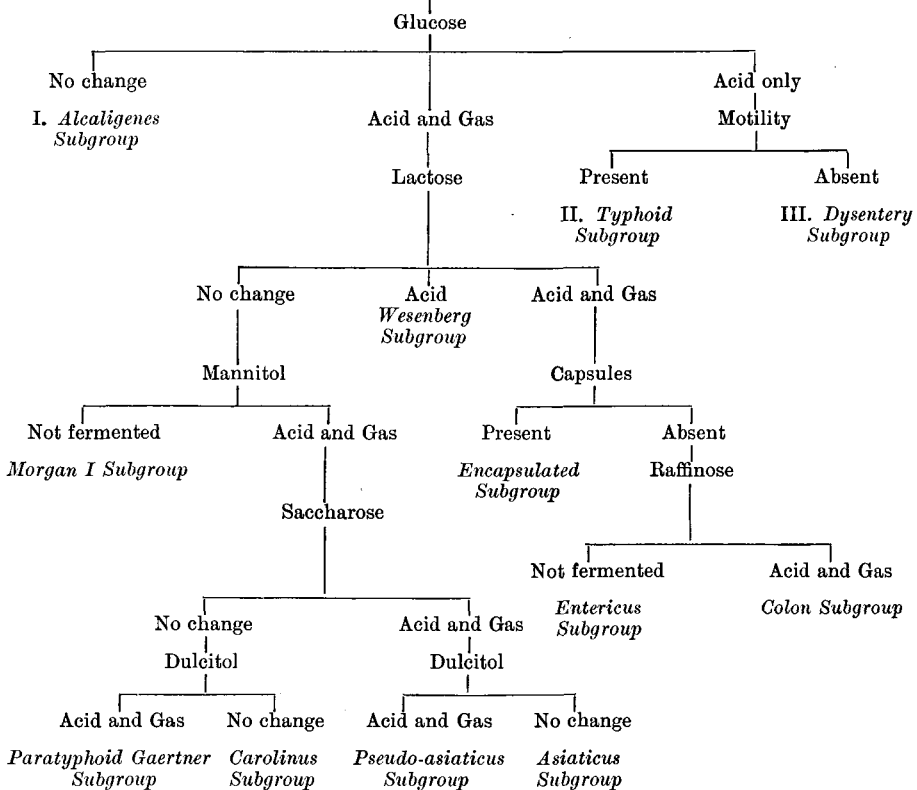 Glucose
No change
Acid only
I. Alcaligenes
Subgroup
Acid and Gas
Motility
Lactose
Present
Absent
II. Typhoid
Subgroup
III. Dysentery
Subgroup
No change
Acid
Wesenberg
Subgroup
Acid and Gas
Mannitol
Capsules
Not fermented
Morgan I Subgroup
Acid and Gas
Present
Encapsulated
Subgroup
Absent
Raffinose
Saccharose
Not fermented
Entericus
Subgroup
Acid and Gas
Colon Subgroup
No change
Dulcitol
Acid and Gas
Dulcitol
Acid and Gas
Paratyphoid Gaertner
Subgroup
No change
Carolinus
Subgroup
Acid and Gas
Pseudo-asiaticus
Subgroup
No change
Asiaticus
Subgroup